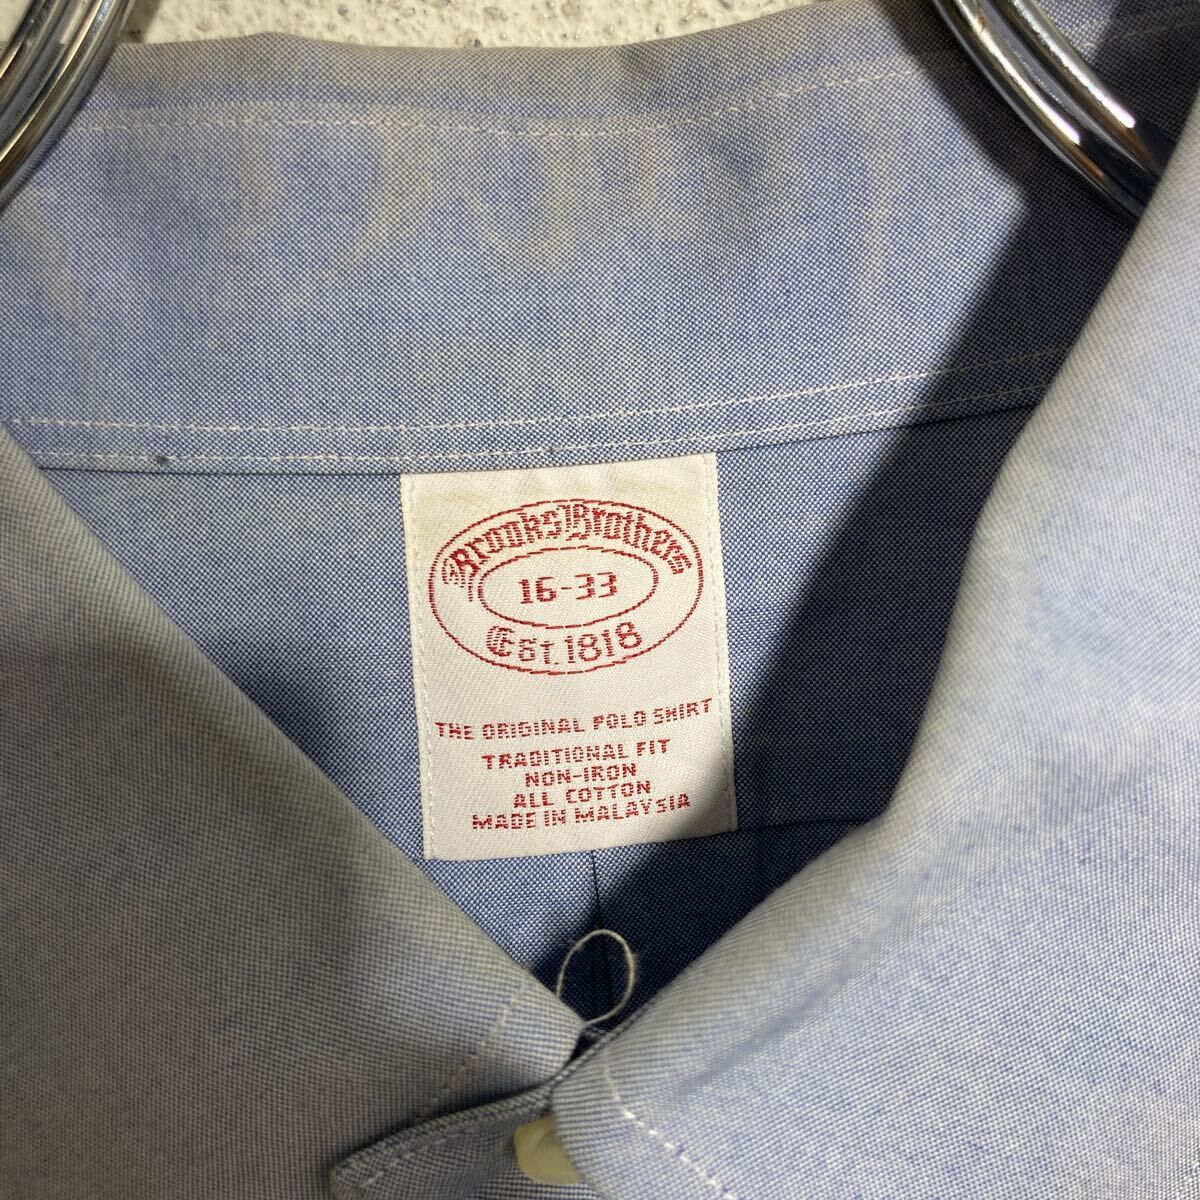 Brooks Brothers
16-33
Est. 1818
THE ORIGINAL POLO SHIRT
TRADITIONAL FIT
NON-IRON
ALL COTTON
MADE IN MALAYSIA